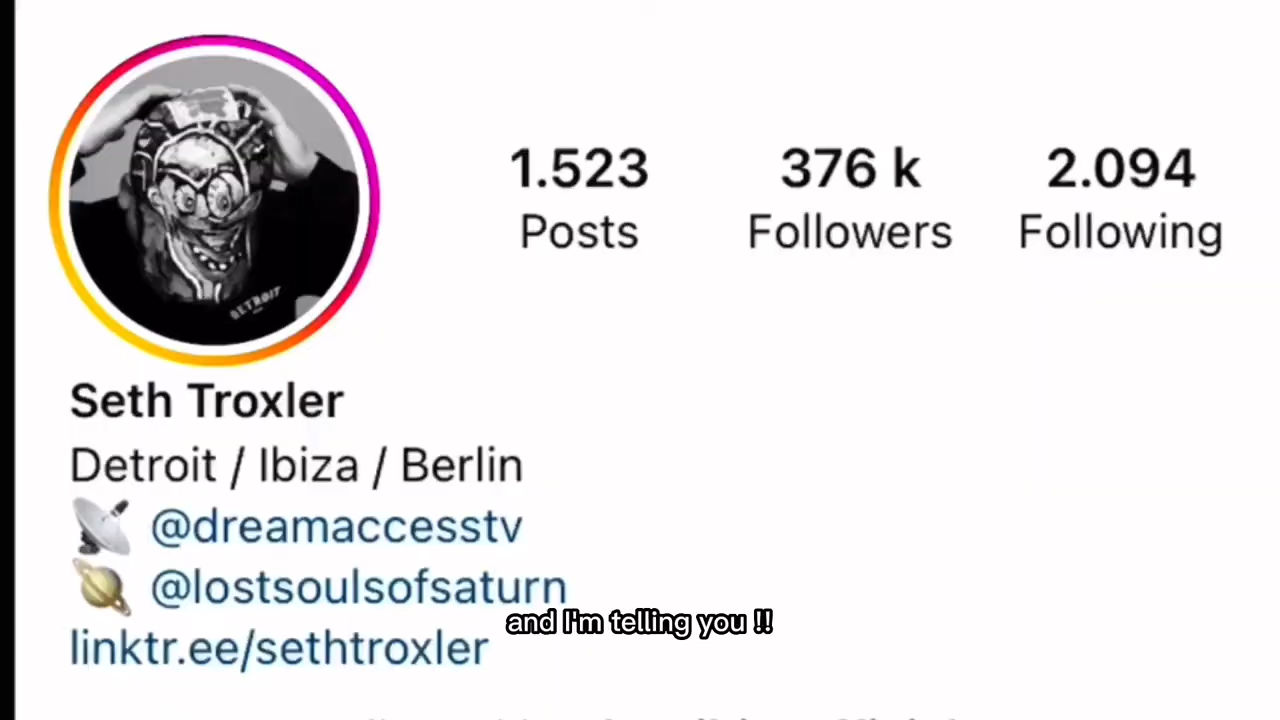 DETROIT
1.523 376 k 2.094
Posts Followers Following
Seth Troxler
Detroit / Ibiza / Berlin
@dreamaccesstv
@lostsoulsofsaturn
and I'm telling you !!
linktr.ee/sethtroxler